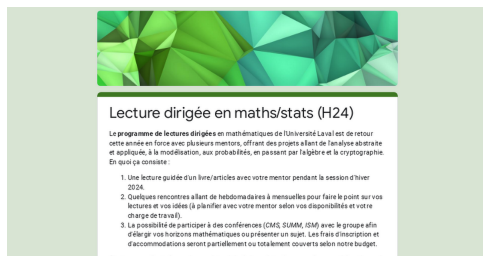 Lecture dirigée en maths/stats (H24)
Le programme de lectures dirigées en mathématiques de l'Université Laval est de retour
cette année en force avec plusieurs mentors, offrant des projets allant de l'analyse abstraite
et appliquée, à la modélisation, aux probabilités, en passant par l'algèbre et la cryptographie.
En quoi ça consiste :
1. Une lecture guidée d'un livre/articles avec votre mentor pendant la session d'hiver
2024.
2. Quelques rencontres allant de hebdomadaires à mensuelles pour faire le point sur vos
lectures et vos idées (à planifier avec votre mentor selon vos disponibilités et votre
charge de travail).
3. La possibilité de participer à des conférences (CMS, SUMM, ISM) avec le groupe afin
d'élargir vos horizons mathématiques ou présenter un sujet. Les frais d'inscription et
d'accommodations seront partiellement ou totalement couverts selon notre budget.